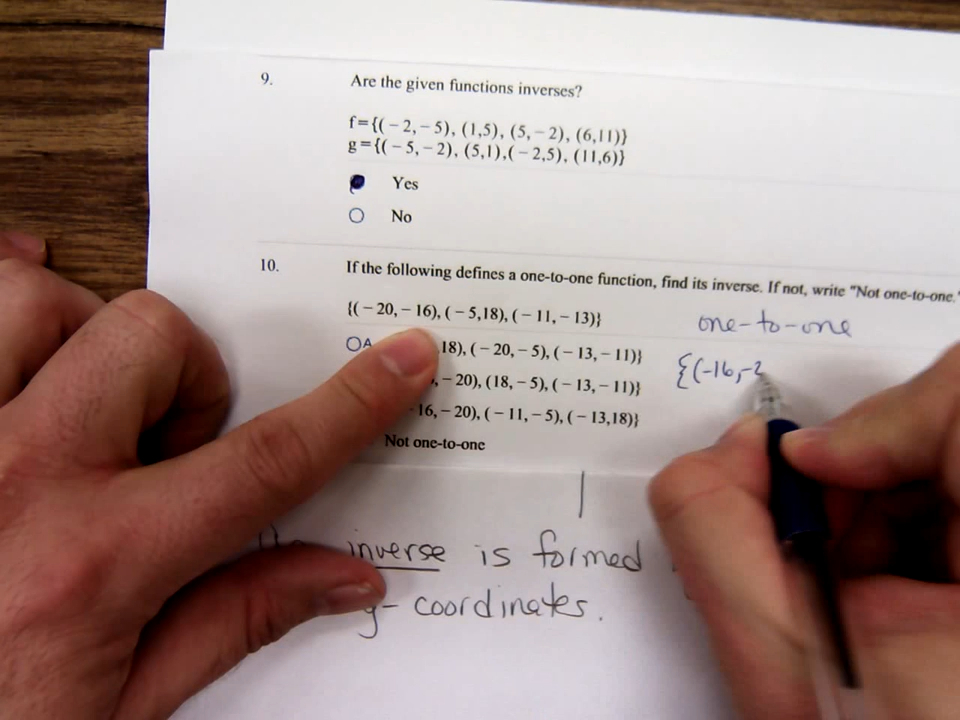 9. Are the given functions inverses?
f={(−2,−5), (1,5), (5,−2), (6,11)}
g={(−5,−2), (5,1),(−2,5), (11,6)}
Yes
No
10. If the following defines a one-to-one function, find its inverse. If not, write "Not one-to-one."
{(−20,−16),(−5,18),(−11,−13)}
one-to-one
A 18),(−20,−5),(−13,−11)}
{(-16,-2
,−20),(18,−5),(−13,−11)}
16,−20),(−11,−5),(−13,18)}
Not one-to-one
inverse is formed
y- coordinates.